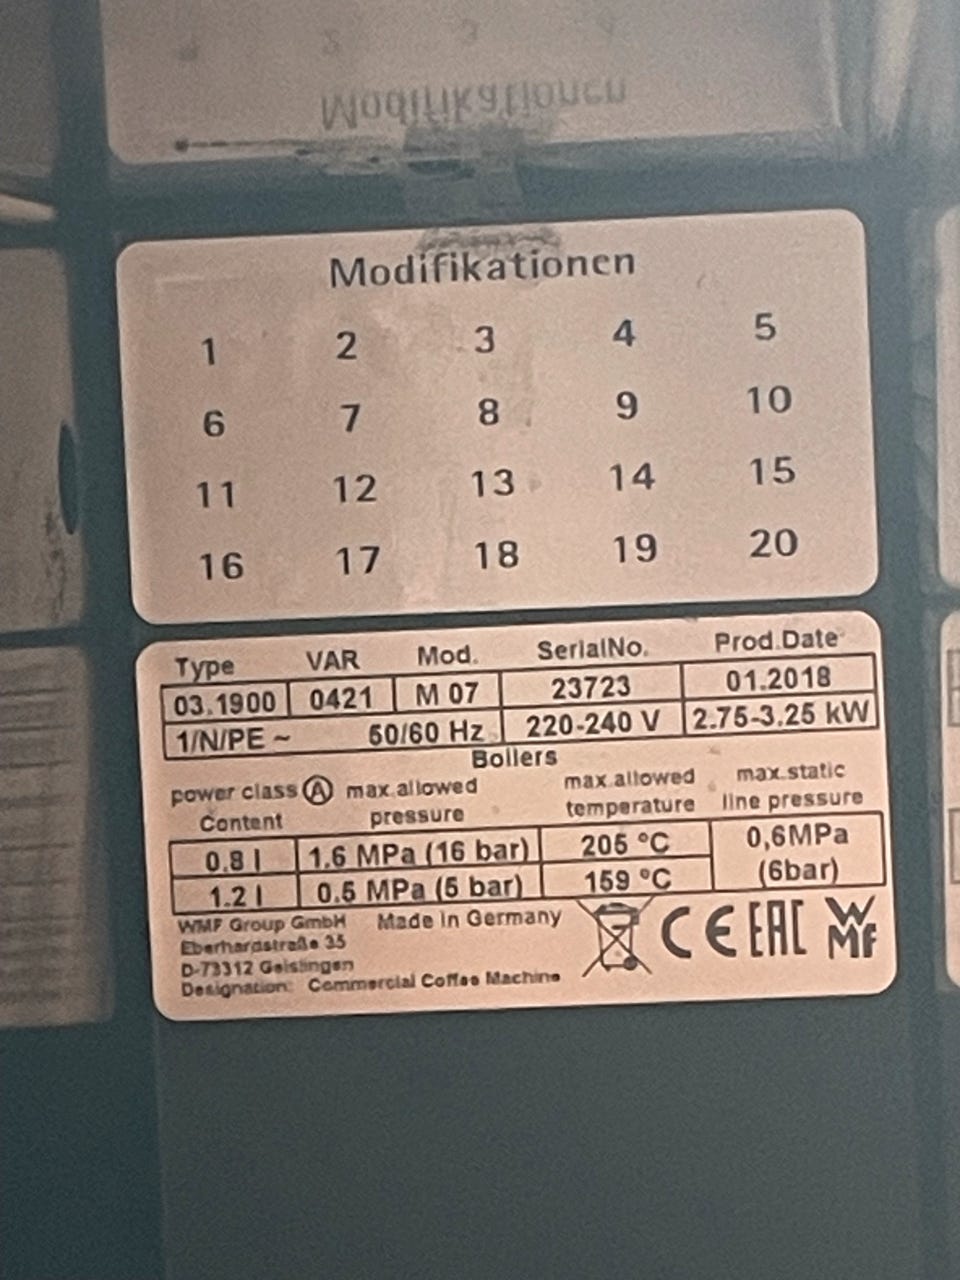 Modifikationen
Modifikationen
1 2 3 4 5
6 7 8 9 10
11 12 13 14 15
16 17 18 19 20
Type VAR Mod. SerialNo. Prod.Date
03.1900 0421 M 07 23723 01.2018
1/N/PE ~ 50/60 Hz 220-240 V 2.75-3.25 kW
Boilers
power class A max.allowed pressure max.allowed temperature max.static line pressure
Content
0.8 l 1.6 MPa (16 bar) 205 °C 0,6MPa (6bar)
1.2 l 0.5 MPa (5 bar) 159 °C
WMF Group GmbH Made in Germany
Eberhardstraße 35
D-73312 Geislingen
Designation: Commercial Coffee Machine
CE EAC WMF